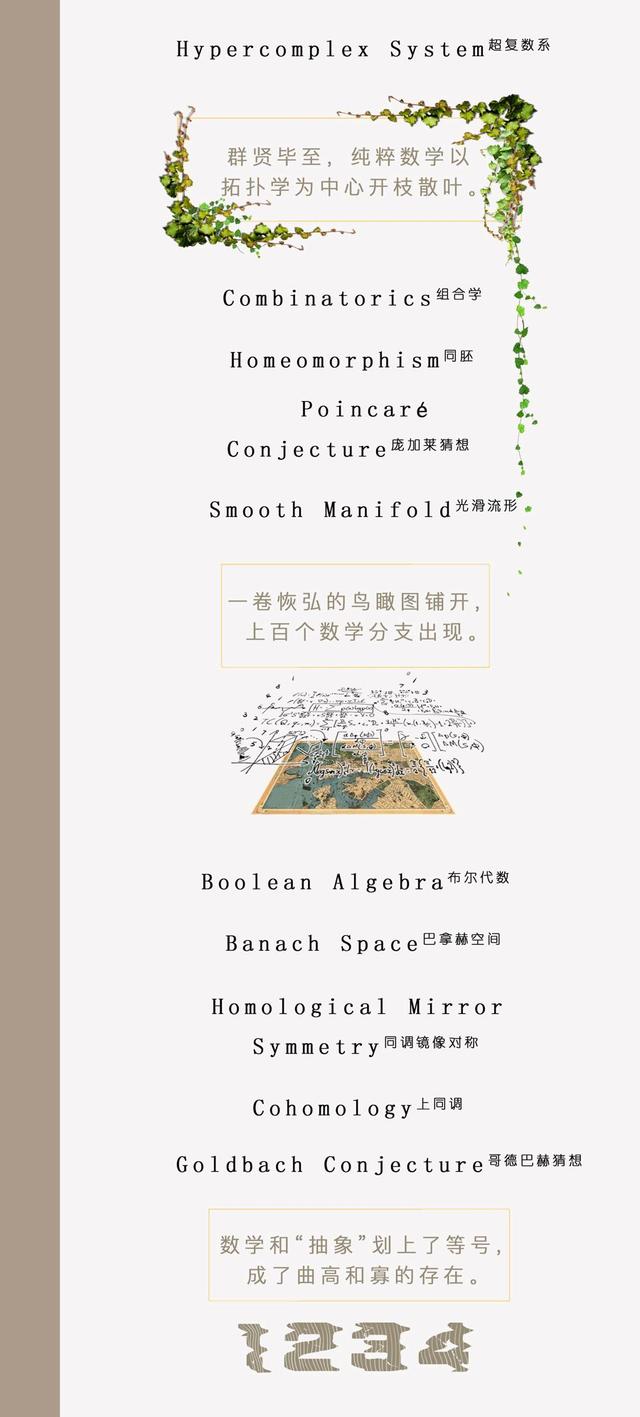 Hypercomplex System超复数系
群贤毕至，纯粹数学以
拓扑学为中心开枝散叶。
Combinatorics组合学
Homeomorphism同胚
Poincaré
Conjecture庞加莱猜想
Smooth Manifold光滑流形
一卷恢弘的鸟瞰图铺开，
上百个数学分支出现。
Boolean Algebra布尔代数
Banach Space巴拿赫空间
Homological Mirror
Symmetry同调镜像对称
Cohomology上同调
Goldbach Conjecture哥德巴赫猜想
数学和“抽象”划上了等号，
成了曲高和寡的存在。
1234